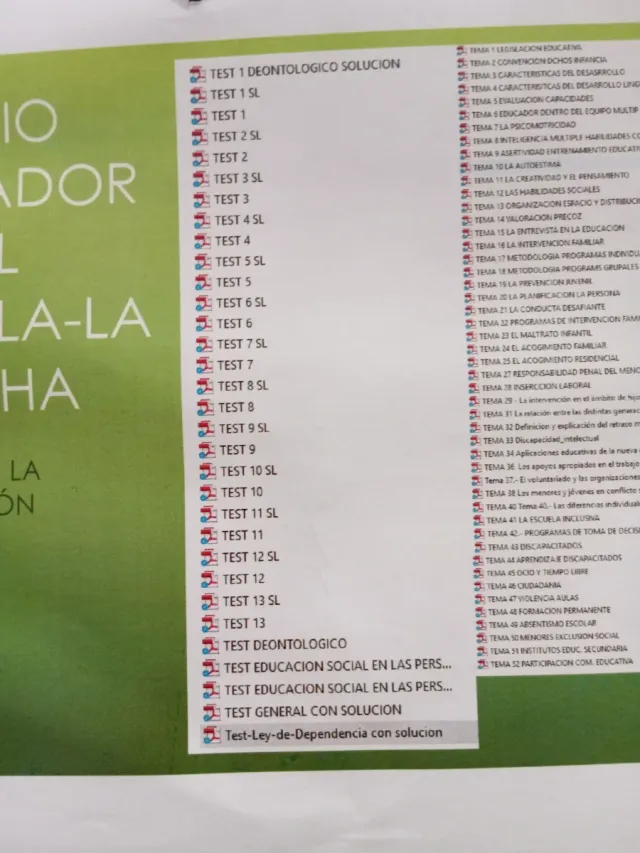 IO
ADOR
L
LA-LA
HA
LA
ÓN
TEST 1 DEONTOLOGICO SOLUCION
TEST 1 SL
TEST 1
TEST 2 SL
TEST 2
TEST 3 SL
TEST 3
TEST 4 SL
TEST 4
TEST 5 SL
TEST 5
TEST 6 SL
TEST 6
TEST 7 SL
TEST 7
TEST 8 SL
TEST 8
TEST 9 SL
TEST 9
TEST 10 SL
TEST 10
TEST 11 SL
TEST 11
TEST 12 SL
TEST 12
TEST 13 SL
TEST 13
TEST DEONTOLOGICO
TEST EDUCACION SOCIAL EN LAS PERS...
TEST EDUCACION SOCIAL EN LAS PERS...
TEST GENERAL CON SOLUCION
Test-Ley-de-Dependencia con solucion
TEMA 1 LEGISLACION EDUCATIVA
TEMA 2 CONVENCION DCHOS INFANCIA
TEMA 3 CARACTERISTICAS DEL DESASRROLLO
TEMA 4 CARACTERISITCAS DEL DESARROLLO LING
TEMA 5 EVALUACION CAPACIDADES
TEMA 6 EDUCADOR DENTRO DEL EQUIPO MULTIP
TEMA 7 LA PSICOMOTRICIDAD
TEMA 8 INTELIGENCIA MULTIPLE HABILIDADES CO
TEMA 9 ASERTIVIDAD ENTRENAMIENTO EDUCATI
TEMA 10 LA AUTOESTIMA
TEMA 11 LA CREATIVIDAD Y EL PENSAMIENTO
TEMA 12 LAS HABILIDADES SOCIALES
TEMA 13 ORGANIZACION ESPACIO Y DISTRIBUCI
TEMA 14 VALORACION PRECOZ
TEMA 15 LA ENTREVISTA EN LA EDUCACION
TEMA 16 LA INTERVENCION FAMILIAR
TEMA 17 METODOLOGIA PROGRAMAS INDIVIDU
TEMA 18 METODOLOGIA PROGRAMS GRUPALES
TEMA 19 LA PREVENCION JUVENIL
TEMA 20 LA PLANIFICACION LA PERSONA
TEMA 21 LA CONDUCTA DESAFIANTE
TEMA 22 PROGRAMAS DE INTERVENCION FAMI
TEMA 23 EL MALTRATO INFANTIL
TEMA 24 EL ACOGIMIENTO FAMILIAR
TEMA 25 EL ACOGIMIENTO RESIDENCIAL
TEMA 27 RESPONSABILIDAD PENAL DEL MENO
TEMA 28 INSERCCION LABORAL
TEMA 29 - La intervención en el ámbito de hijo
TEMA 31 La relación entre las distintas generac
TEMA 32 Definicion y explicación del retraso m
TEMA 33 Discapacidad_intelectual
TEMA 34 Aplicaciones educativas de la nueva
TEMA 36. Los apoyos apropiados en el trabajo
Tema 37.- El voluntariado y las organizaciones
TEMA 38 Los menores y jóvenes en conflicto s
TEMA 40 Tema 40.- Las diferencias individual
TEMA 41 LA ESCUELA INCLUSIVA
TEMA 42.- PROGRAMAS DE TOMA DE DECIS
TEMA 43 DISCAPACITADOS
TEMA 44 APRENDIZAJE DISCAPACITADOS
TEMA 45 OCIO Y TIEMPO LIBRE
TEMA 46 CIUDADANIA
TEMA 47 VIOLENCIA AULAS
TEMA 48 FORMACION PERMANENTE
TEMA 49 ABSENTISMO ESCOLAR
TEMA 50 MENORES EXCLUSION SOCIAL
TEMA 51 INSTITUTOS EDUC. SECUNDARIA
TEMA 52 PARTICIPACION COM. EDUCATIVA